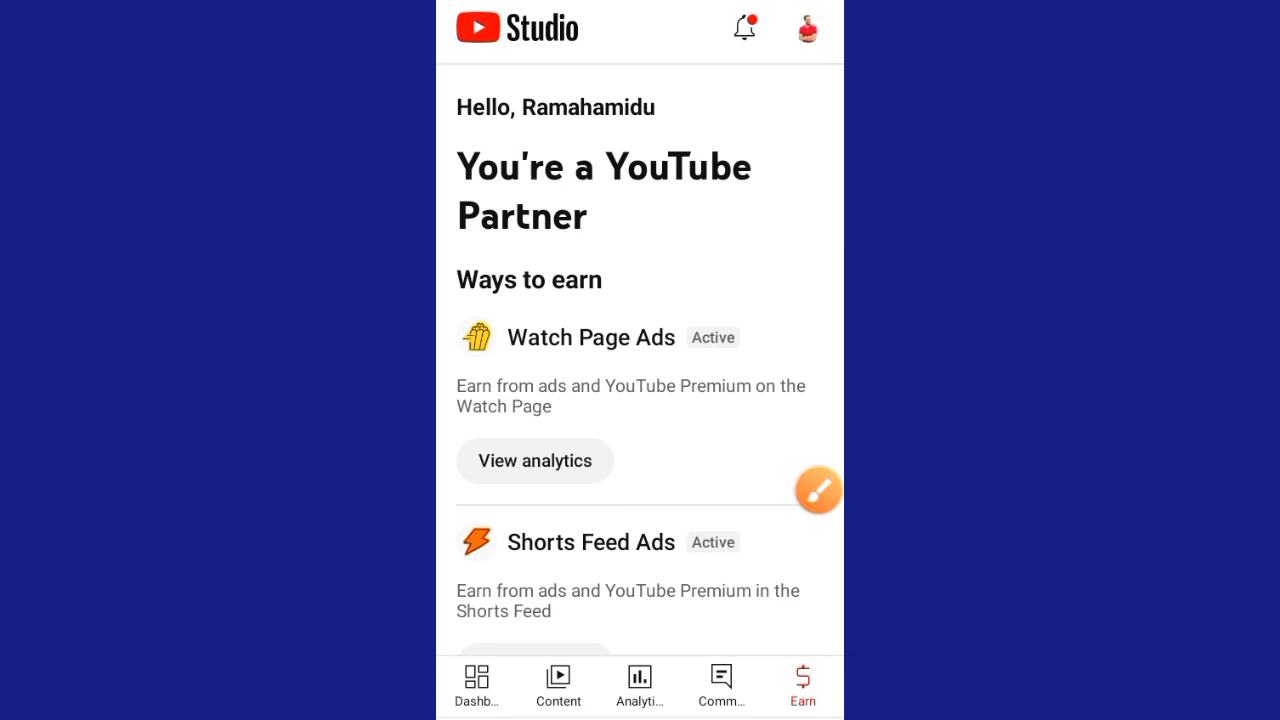 Studio
Hello, Ramahamidu
You're a YouTube
Partner
Ways to earn
Watch Page Ads Active
Earn from ads and YouTube Premium on the
Watch Page
View analytics
Shorts Feed Ads Active
Earn from ads and YouTube Premium in the
Shorts Feed
Dashb... Content Analyti... Comm... Earn